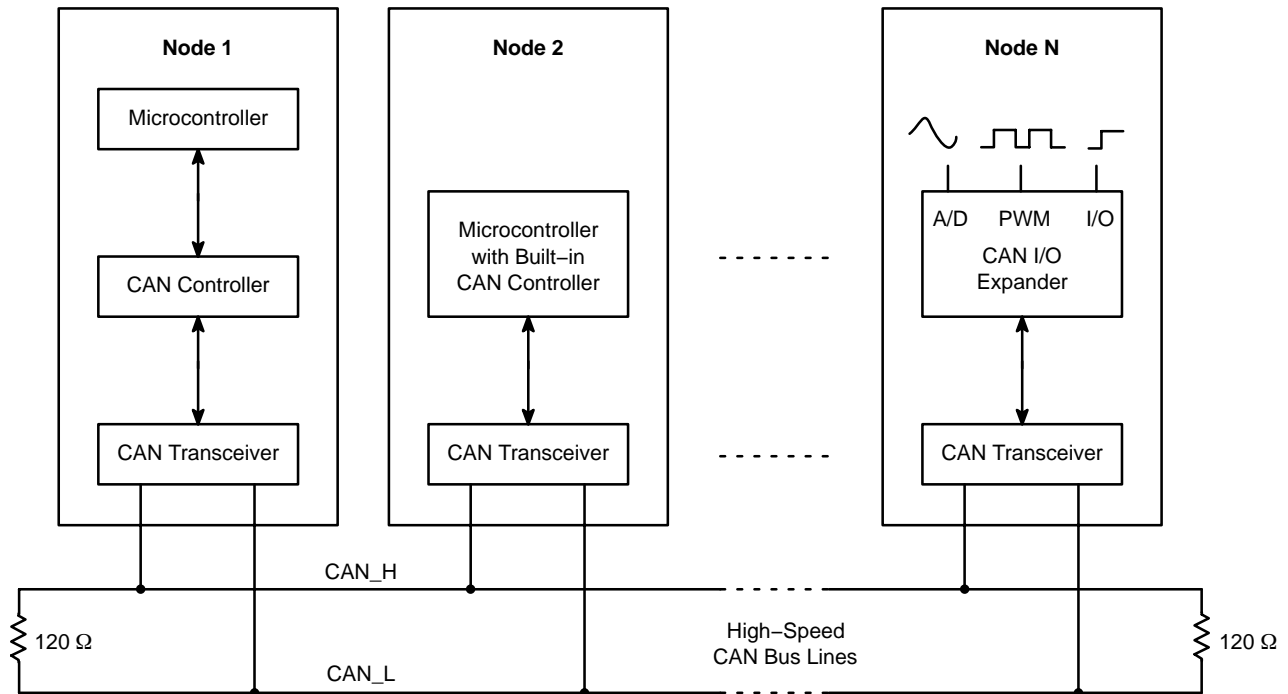 Node 1
Microcontroller
CAN Controller
CAN Transceiver
Node 2
Microcontroller
with Built−in
CAN Controller
CAN Transceiver
Node N
A/D PWM I/O
CAN I/O
Expander
CAN Transceiver
CAN_H
120 Ω
High−Speed
CAN Bus Lines
120 Ω
CAN_L